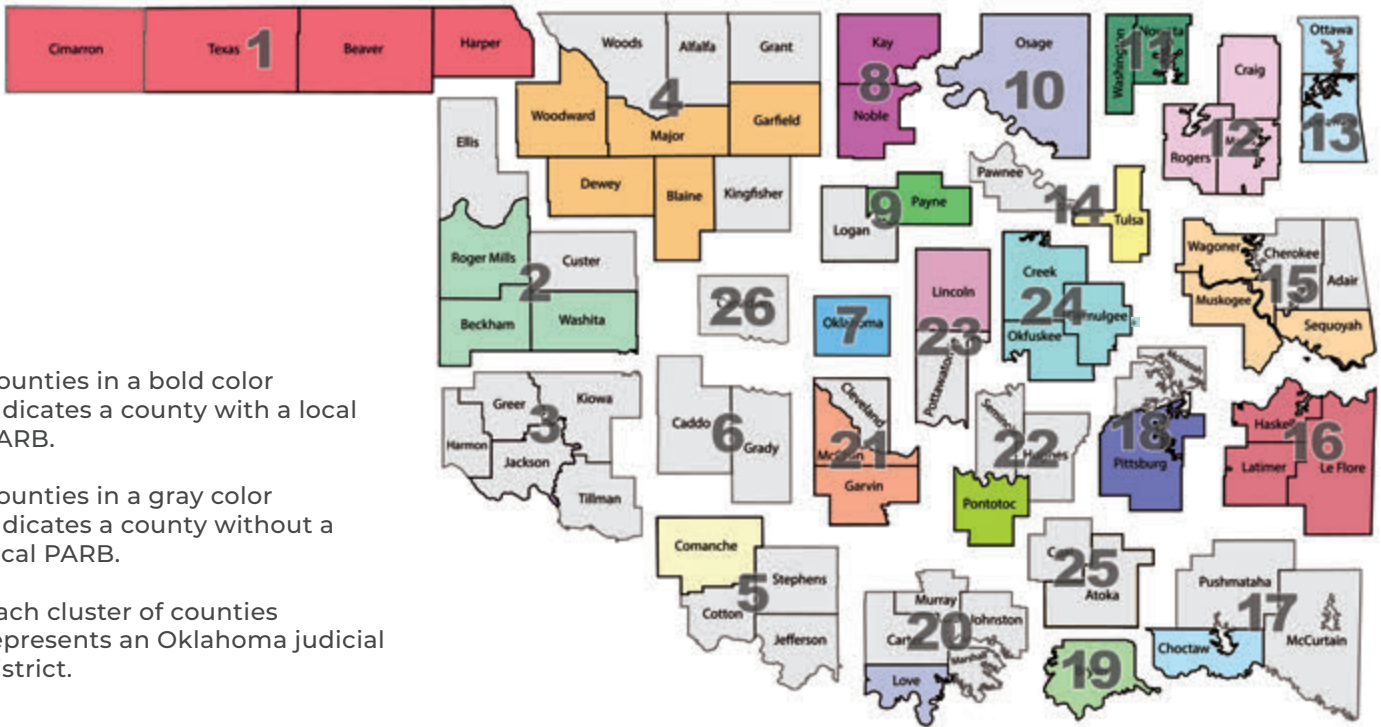 Cimarron
Texas
1
Beaver
Harper
Woods
Alfalfa
Grant
4
Woodward
Major
Garfield
Dewey
Blaine
Kingfisher
Kay
8
Noble
Osage
10
Washington
11
Craig
12
Rogers
Ottawa
13
Ellis
Roger Mills
2
Custer
Beckham
Washita
9
Payne
Logan
Pawnee
14
Tulsa
Wagoner
Cherokee
15
Adair
Muskogee
Sequoyah
26
7
Oklahoma
Lincoln
23
Creek
24
Okfuskee
Greer
Kiowa
3
Harmon
Jackson
Tillman
Caddo
6
Grady
Cleveland
21
Garvin
22
Hughes
Pontotoc
18
Pittsburg
16
Latimer
Le Flore
Comanche
5
Stephens
Cotton
Jefferson
Murray
20
Johnston
Marshall
Love
25
Atoka
19
Pushmataha
17
McCurtain
Choctaw
ounties in a bold color
dicates a county with a local
ARB.
ounties in a gray color
dicates a county without a
cal PARB.
ach cluster of counties
epresents an Oklahoma judicial
strict.